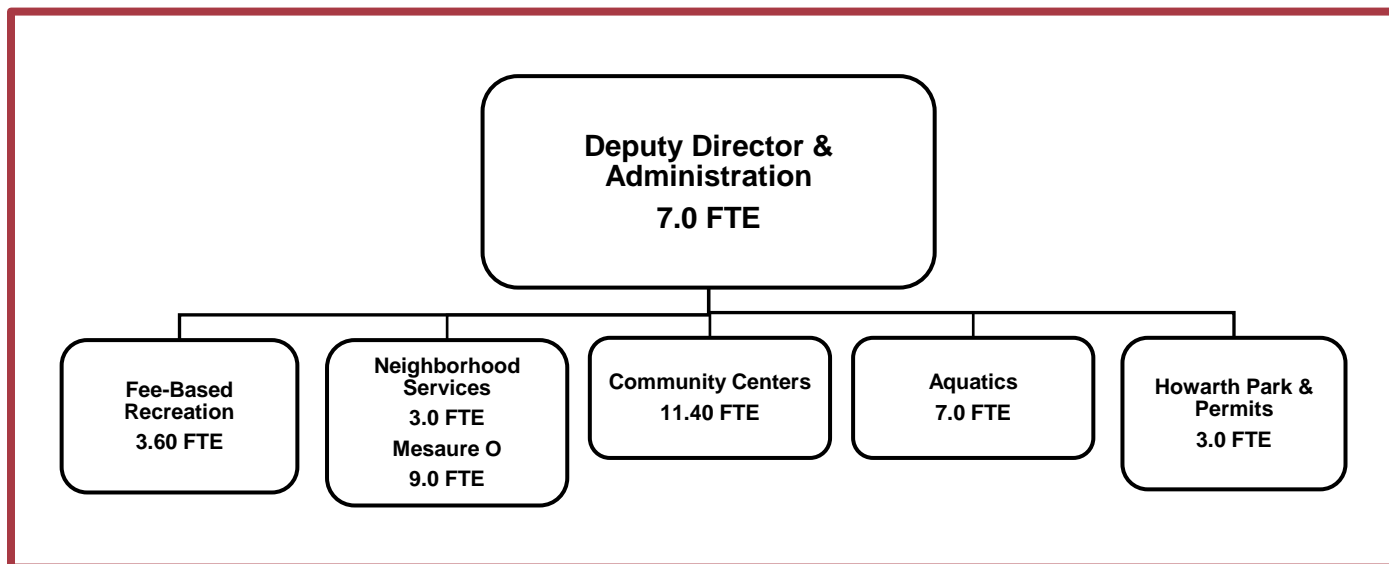 Deputy Director &
Administration
7.0 FTE
Fee-Based
Recreation
3.60 FTE
Neighborhood
Services
3.0 FTE
Mesaure O
9.0 FTE
Community Centers
11.40 FTE
Aquatics
7.0 FTE
Howarth Park &
Permits
3.0 FTE